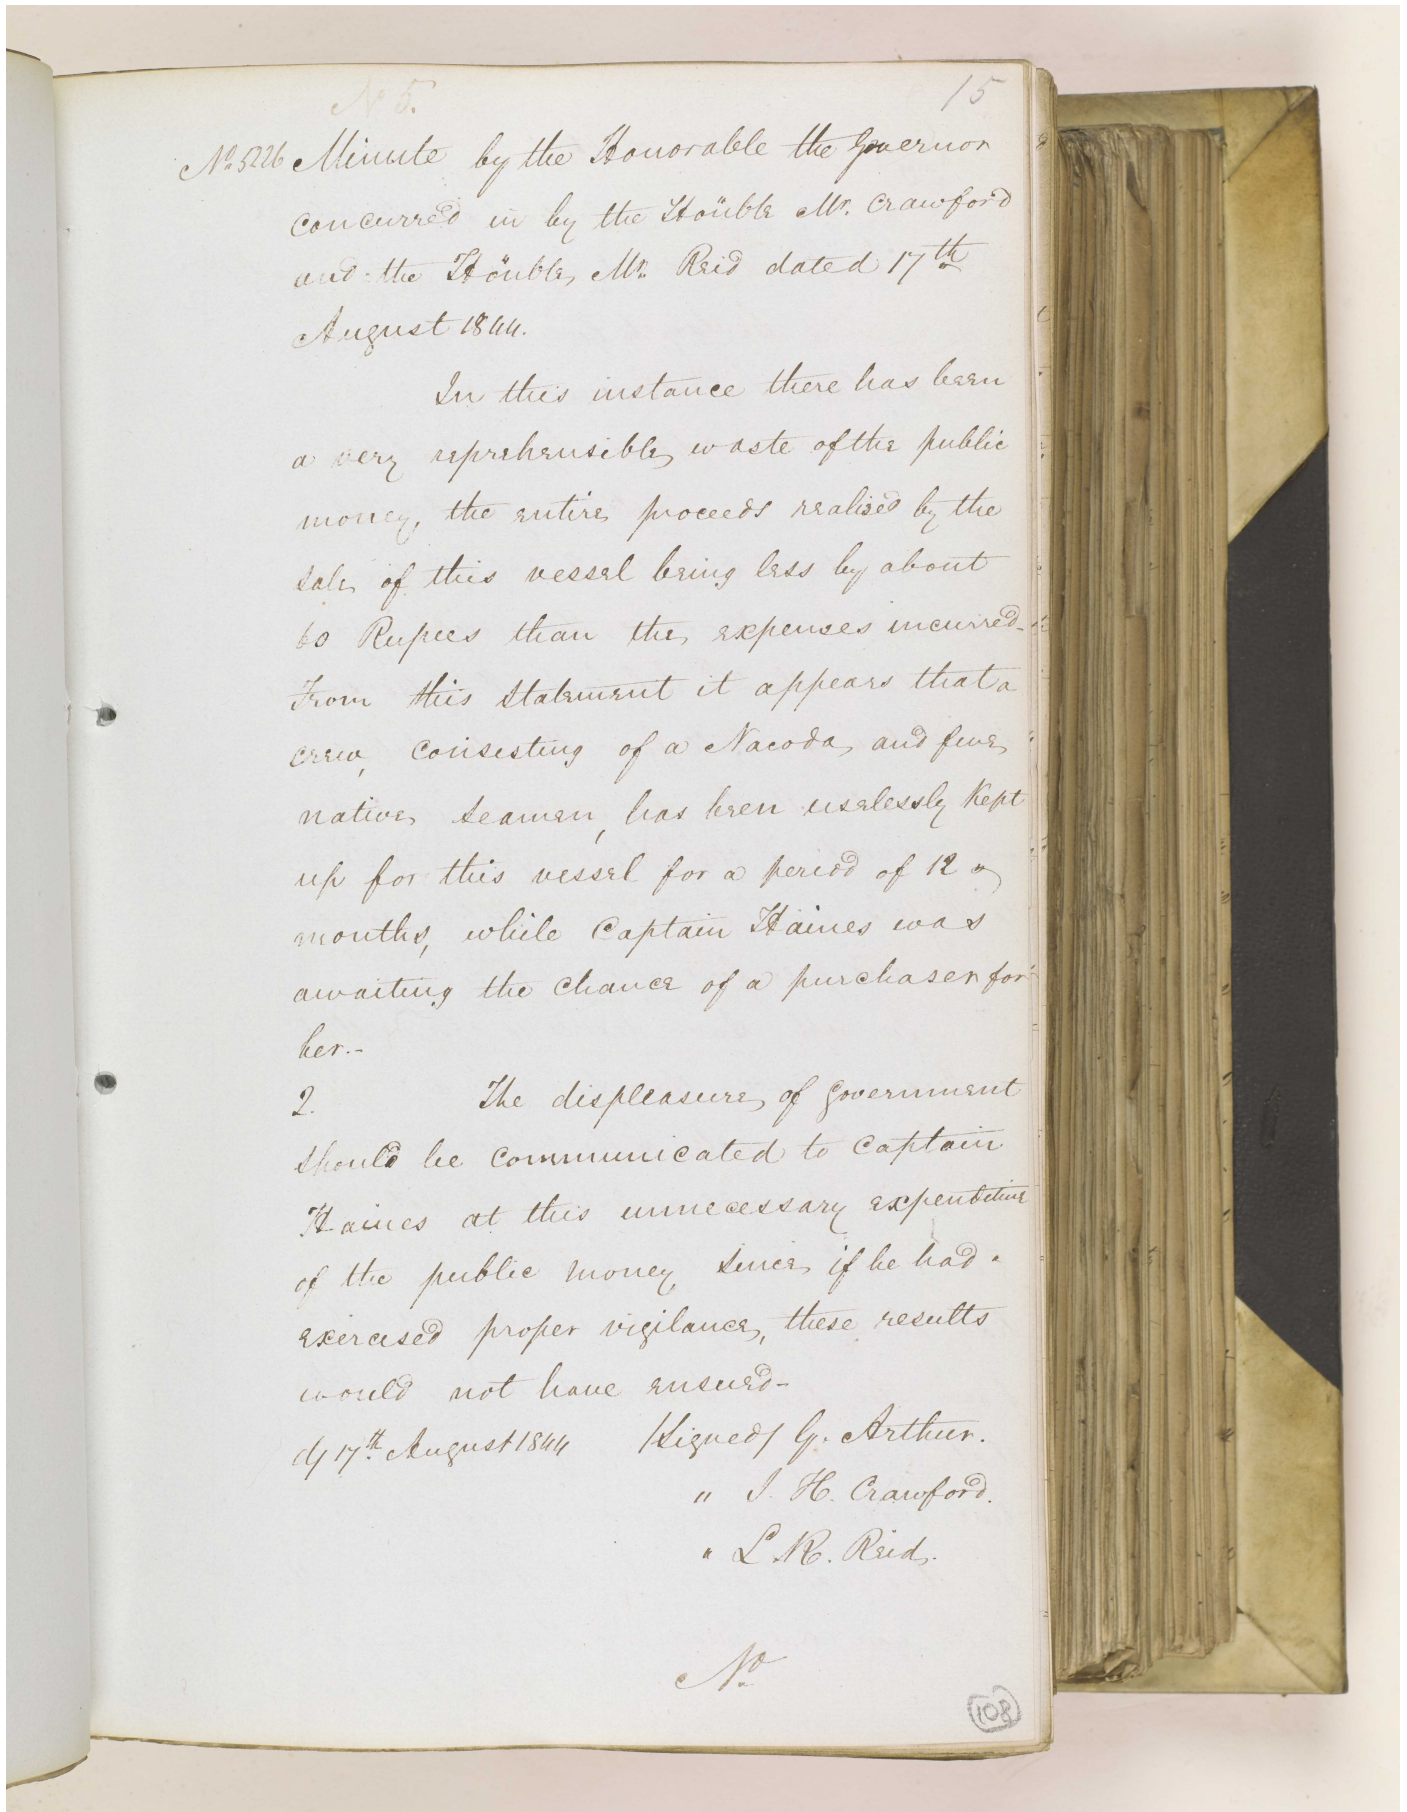 No 5.
15
No 5226 Minute by the Honorable the Governor
concurred in by the Hon'ble Mr. Crawford
and the Hon'ble Mr. Reid dated 17th
August 1844.
In this instance there has been
a very reprehensible waste of the public
money, the entire proceeds realised by the
sale of this vessel being less by about
60 Rupees than the expenses incurred-
From this statement it appears that a
crew, consisting of a Nacoda and five
native seamen, has been uselessly kept
up for this vessel for a period of 12 "
months, while Captain Haines was
awaiting the chance of a purchaser for
her.-
2. The displeasure of Government
should be communicated to Captain
Haines at this unnecessary expenditure
of the public money, since if he had "
exercised proper vigilance, these results
would not have ensued-
d/ 17th August 1844 /Signed/ G. Arthur.
" J. H. Crawford.
" L. R. Reid.
No
108